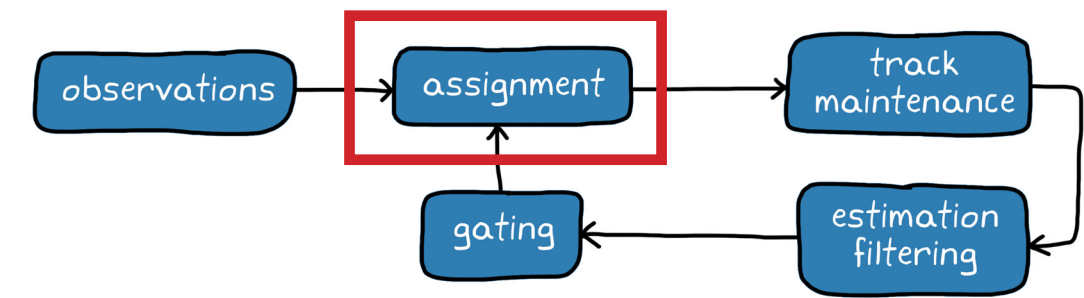 observations
assignment
track
maintenance
gating
estimation
filtering